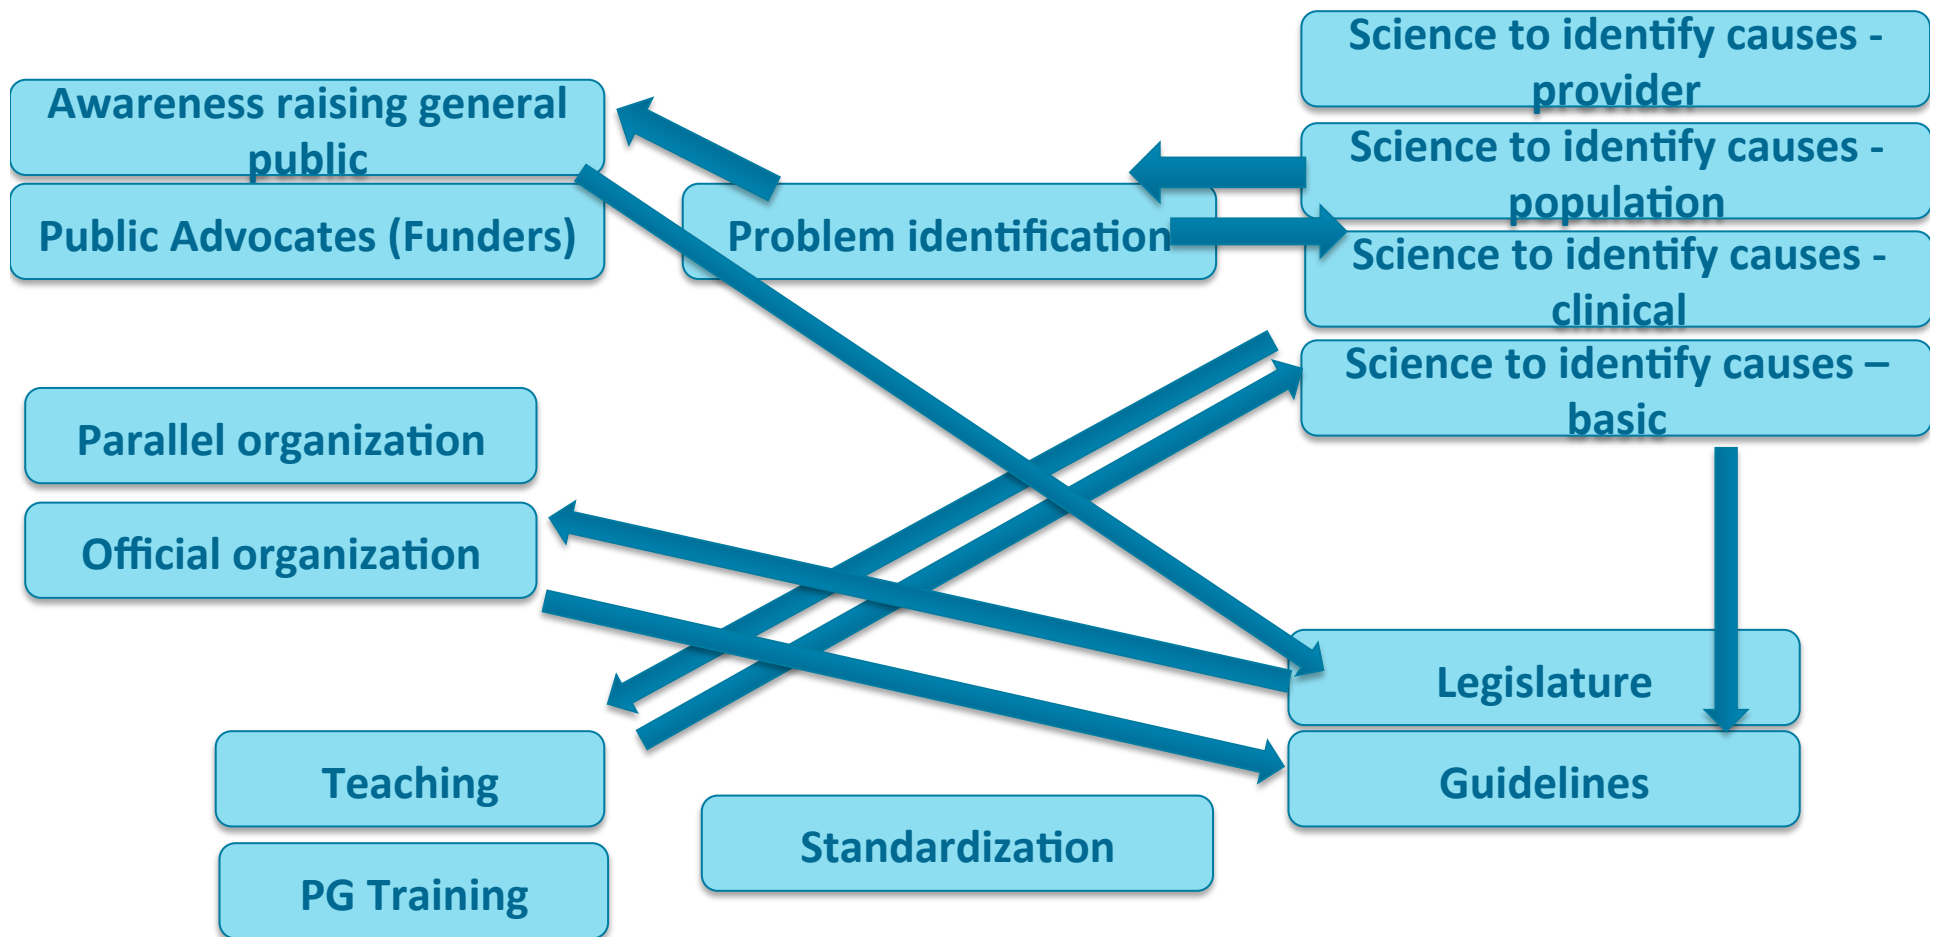 Science to identify causes -
provider
Awareness raising general
public
Science to identify causes -
population
Public Advocates (Funders)
Problem identification
Science to identify causes -
clinical
Science to identify causes –
basic
Parallel organization
Official organization
Legislature
Teaching
Guidelines
Standardization
PG Training